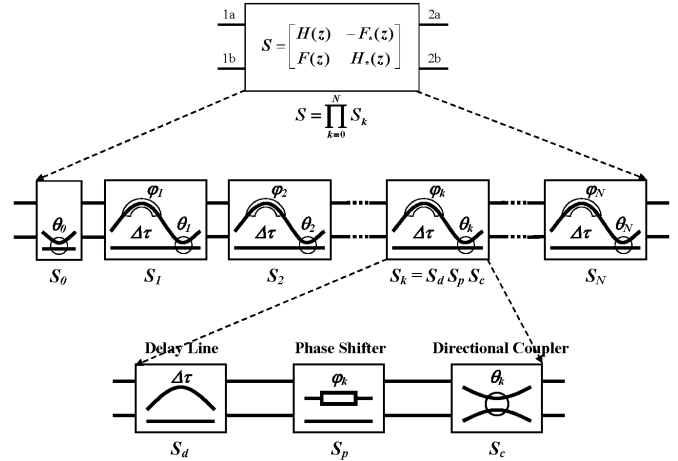 1a 2a
S = [ H(z) -F*(z)
F(z) H*(z) ]
1b 2b
S = ∏ k=0 N S_k
φ1 φ2 φk φN
θ0 Δτ θ1 Δτ θ2 Δτ θk Δτ θN
S0 S1 S2 Sk = Sd Sp Sc SN
Delay Line Phase Shifter Directional Coupler
Δτ φk θk
Sd Sp Sc